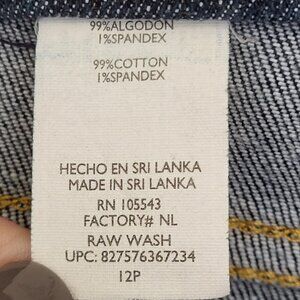 99%ALGODON
1%SPANDEX
99%COTTON
1%SPANDEX
HECHO EN SRI LANKA
MADE IN SRI LANKA
RN 105543
FACTORY# NL
RAW WASH
UPC: 827576367234
12P